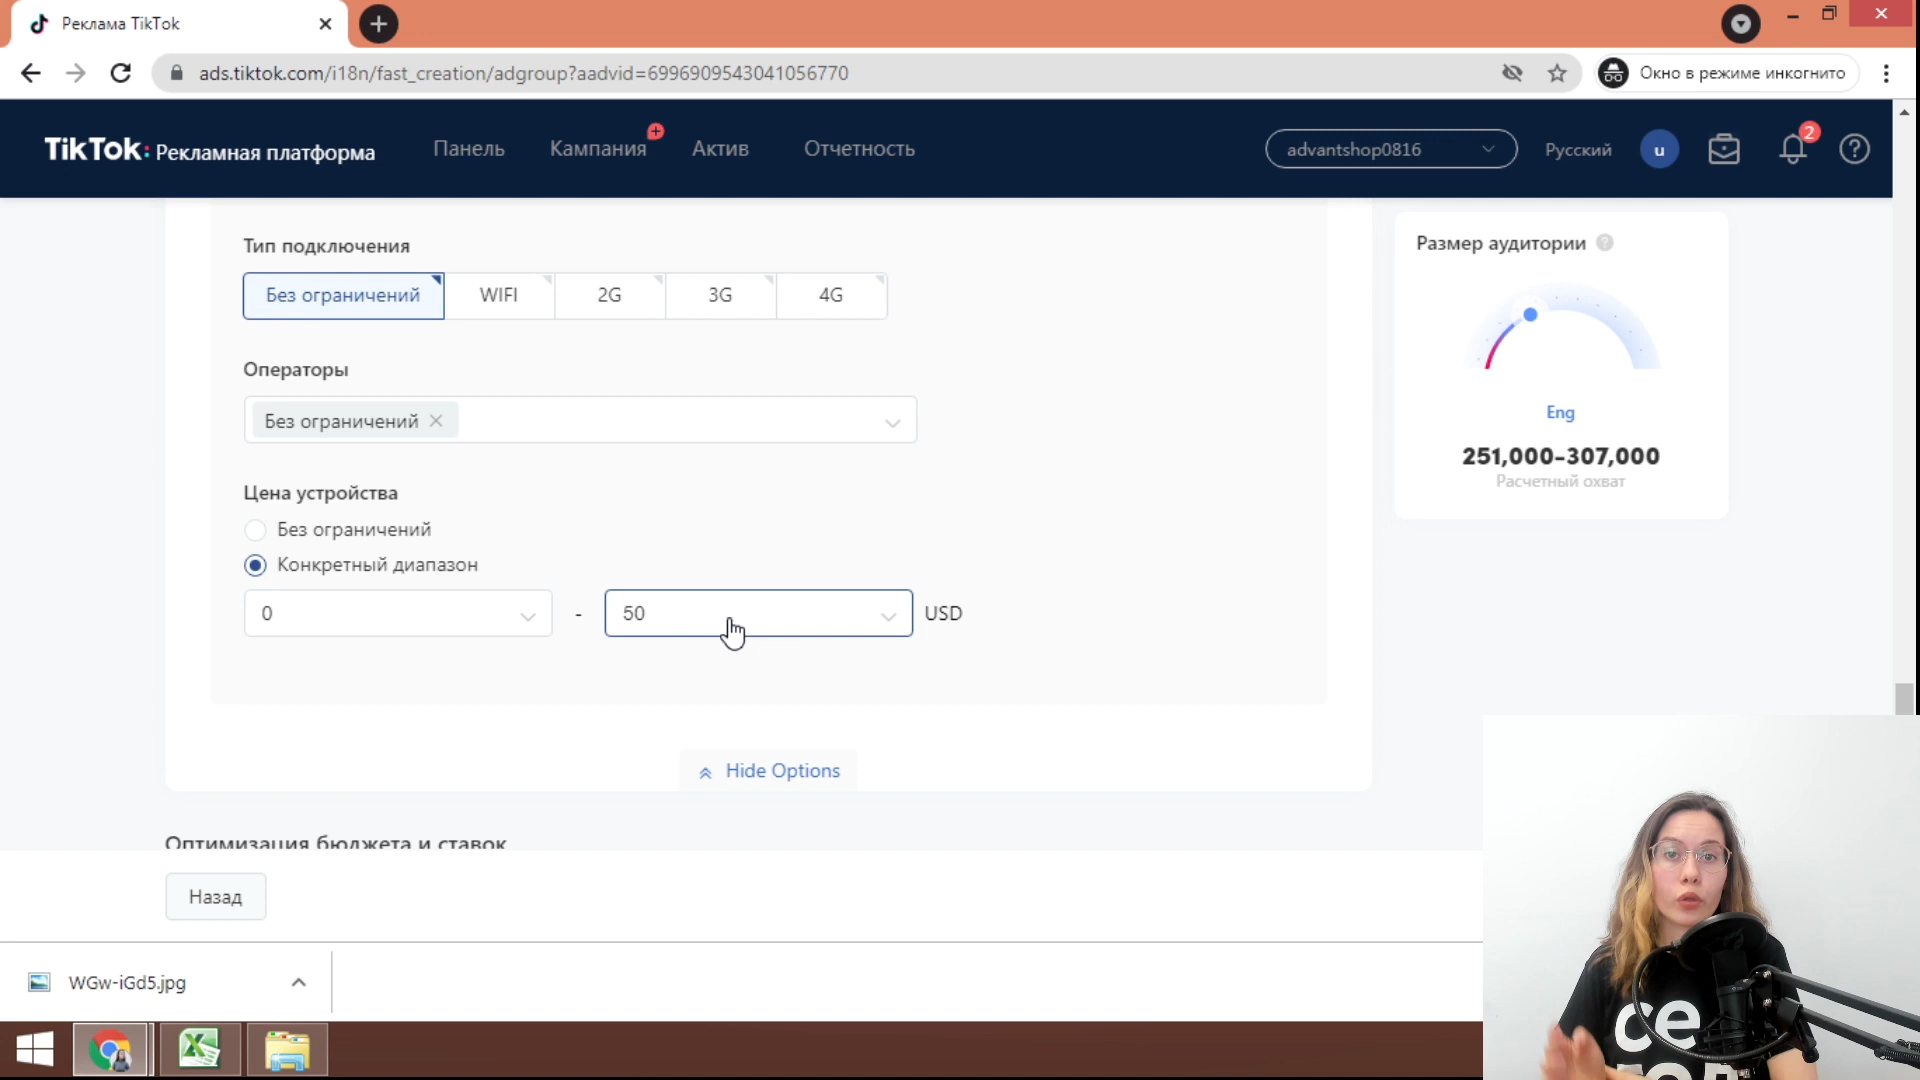 Реклама TikTok
ads.tiktok.com/i18n/fast_creation/adgroup?aadvid=6996909543041056770
Окно в режиме инкогнито
TikTok: Рекламная платформа
Панель
Кампания
Актив
Отчетность
advantshop0816
Русский
u
2
Тип подключения
Без ограничений
WIFI
2G
3G
4G
Операторы
Без ограничений
Цена устройства
Без ограничений
Конкретный диапазон
0
-
50
USD
Hide Options
Размер аудитории
Eng
251,000-307,000
Расчетный охват
Оптимизация бюджета и ставок
Назад
WGw-iGd5.jpg
се